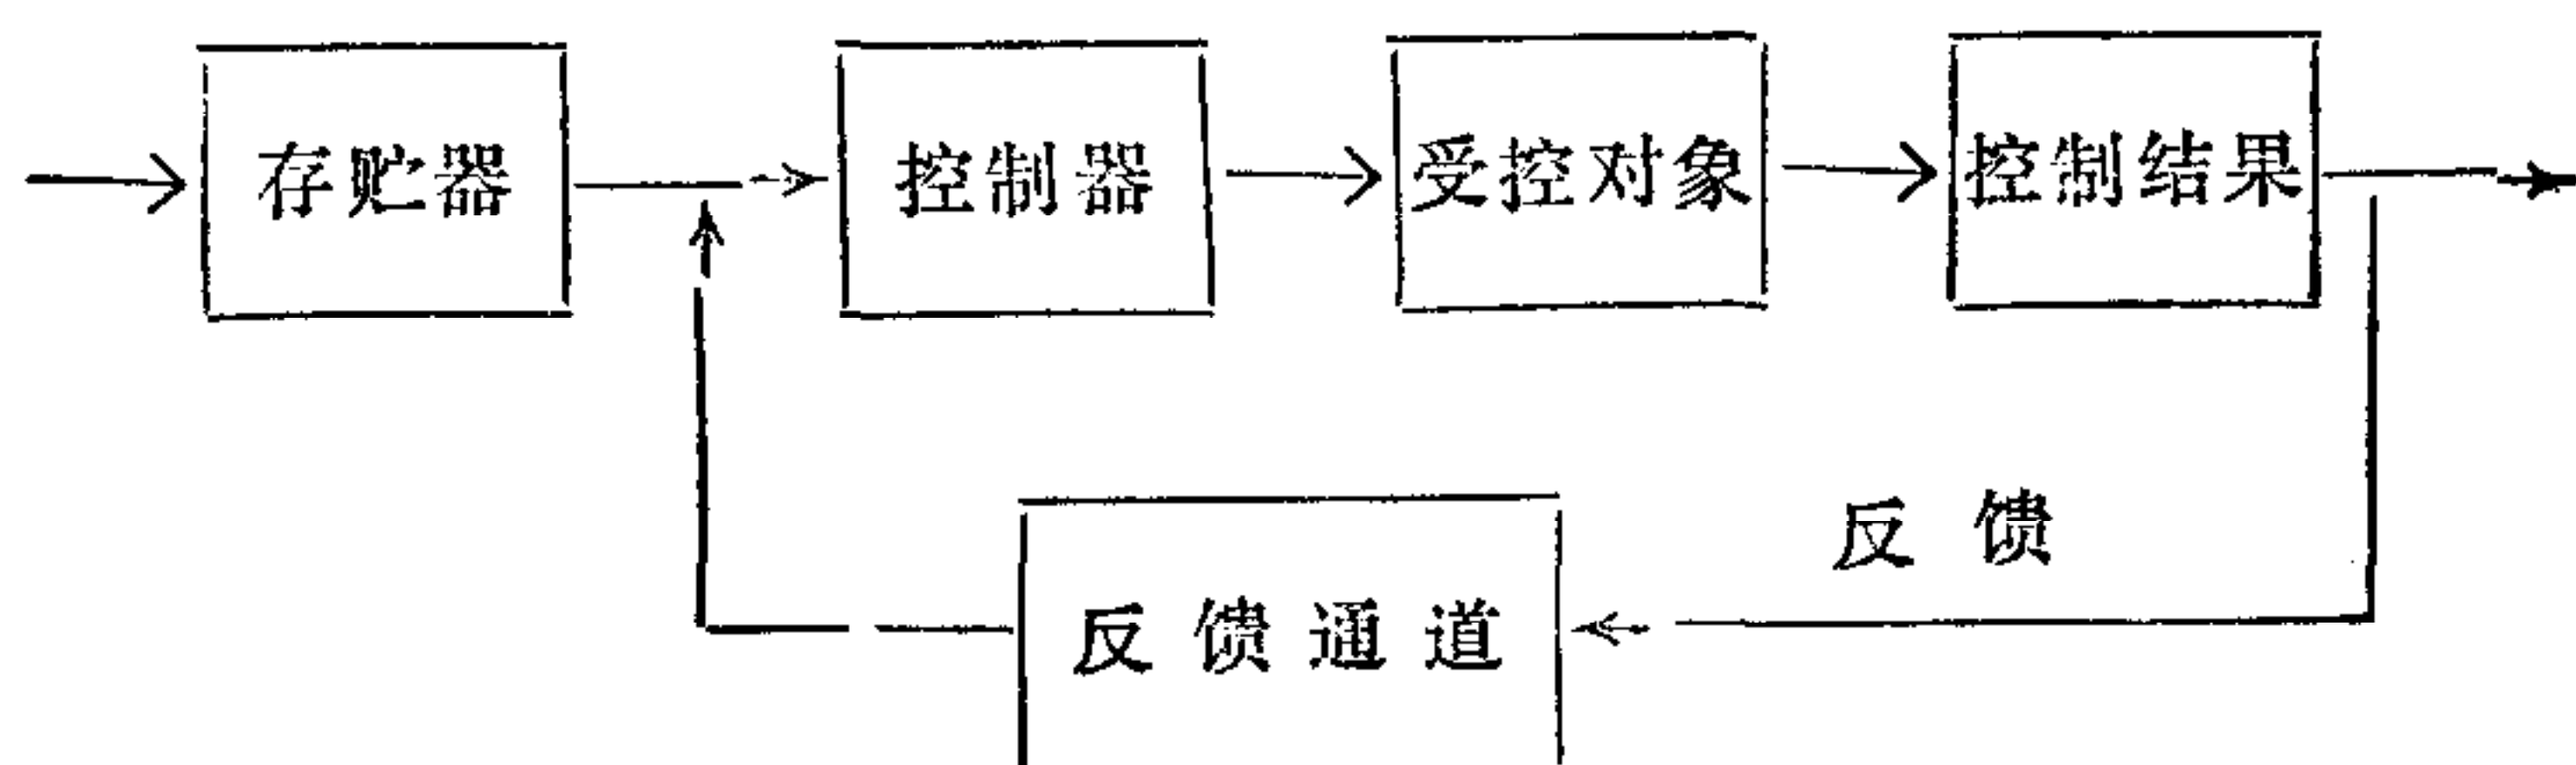 存贮器
控制器
受控对象
控制结果
反馈
反馈通道